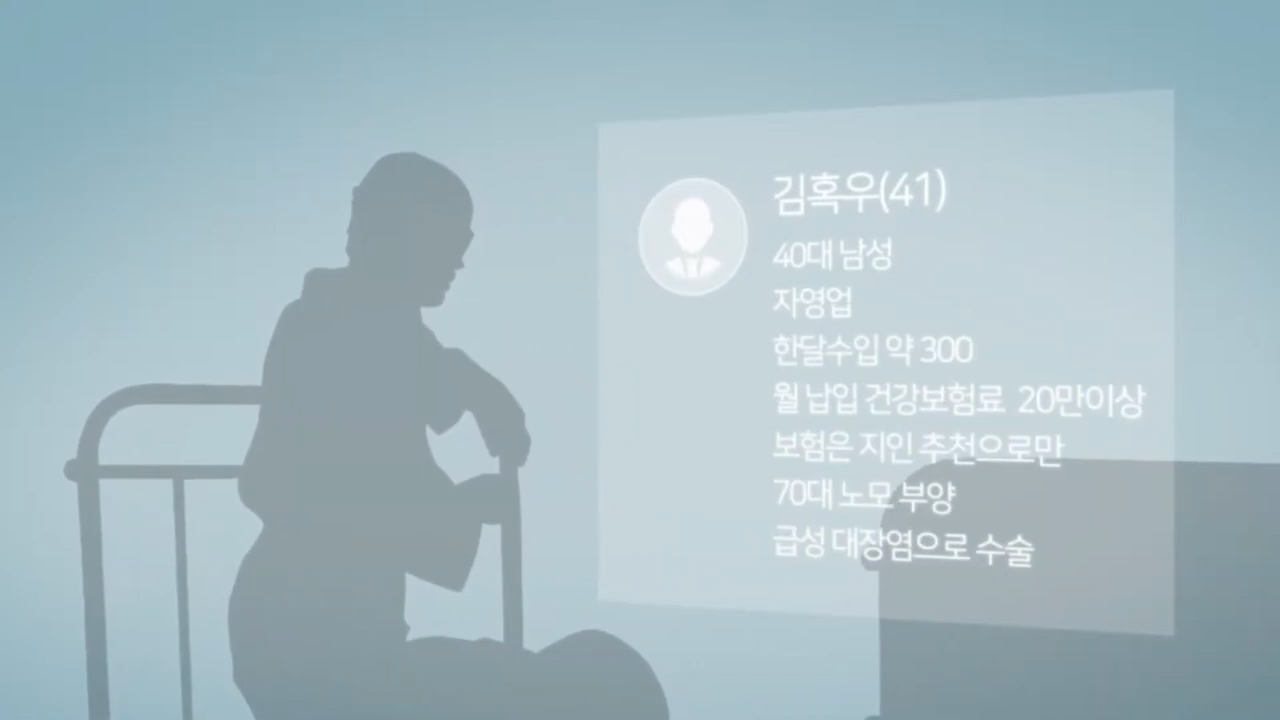 김혹우(41)
40대 남성
자영업
한달수입 약 300
월 납입 건강보험료 20만이상
보험은 지인 추천으로만
70대 노모 부양
급성 대장염으로 수술